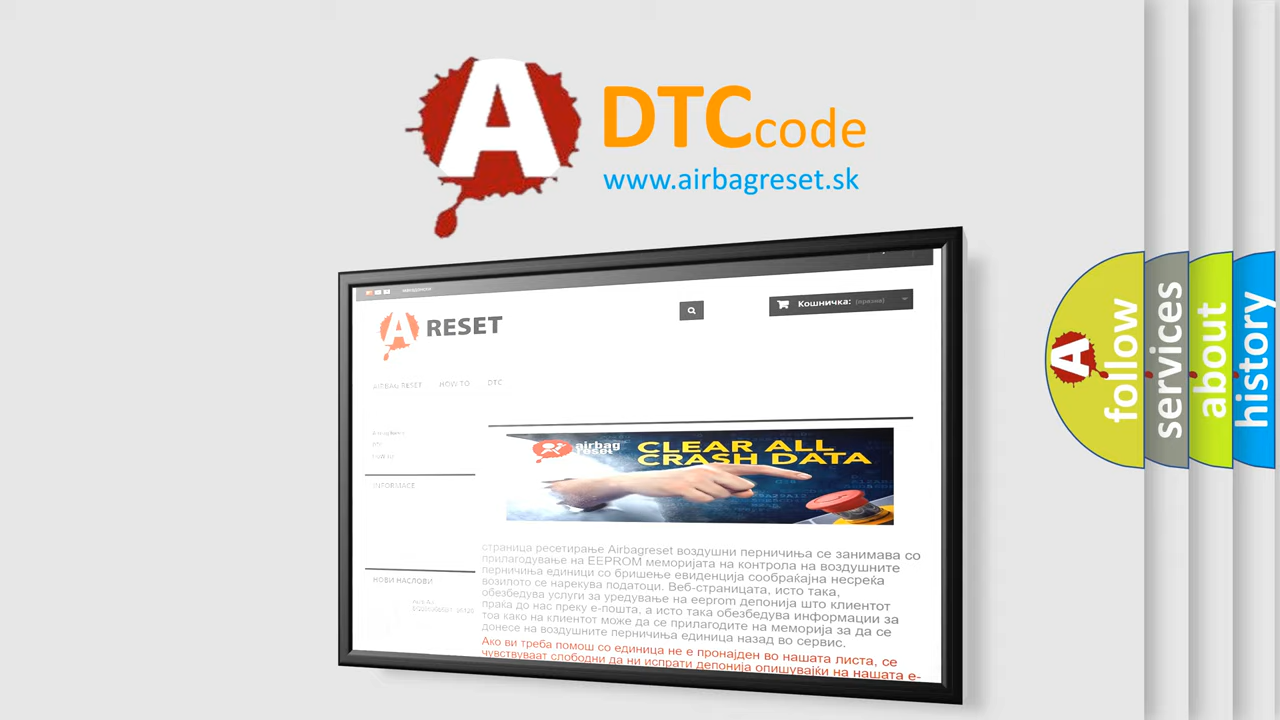 A
DTCcode
www.airbagreset.sk
Кошничка: (празни)
A RESET
AIRBAG RESET HOW TO DTC
airbag
reset
CLEAR ALL
CRASH DATA
INFORMACE
НОВИ НАСЛОВИ
страница ресетирање Airbagreset воздушни перничиња се занимава со
прилагодување на EEPROM меморијата на контрола на воздушните
перничиња единици со бришење евиденција сообраќајна несреќа
возилото се нарекува податоци. Веб-страницата, исто така,
обезбедува услуги за уредување на eeprom депонија што клиентот
праќа до нас преку е-пошта, а исто така обезбедува информации за
тоа како на клиентот може да се прилагодите на меморија за да се
донесе на воздушните перничиња единица назад во сервис.
Ако ви треба помош со единица не е пронајден во нашата листа, се
чувствуваат слободни да ни испрати депонија опишувајќи на нашата е-
A
follow
services
about
history